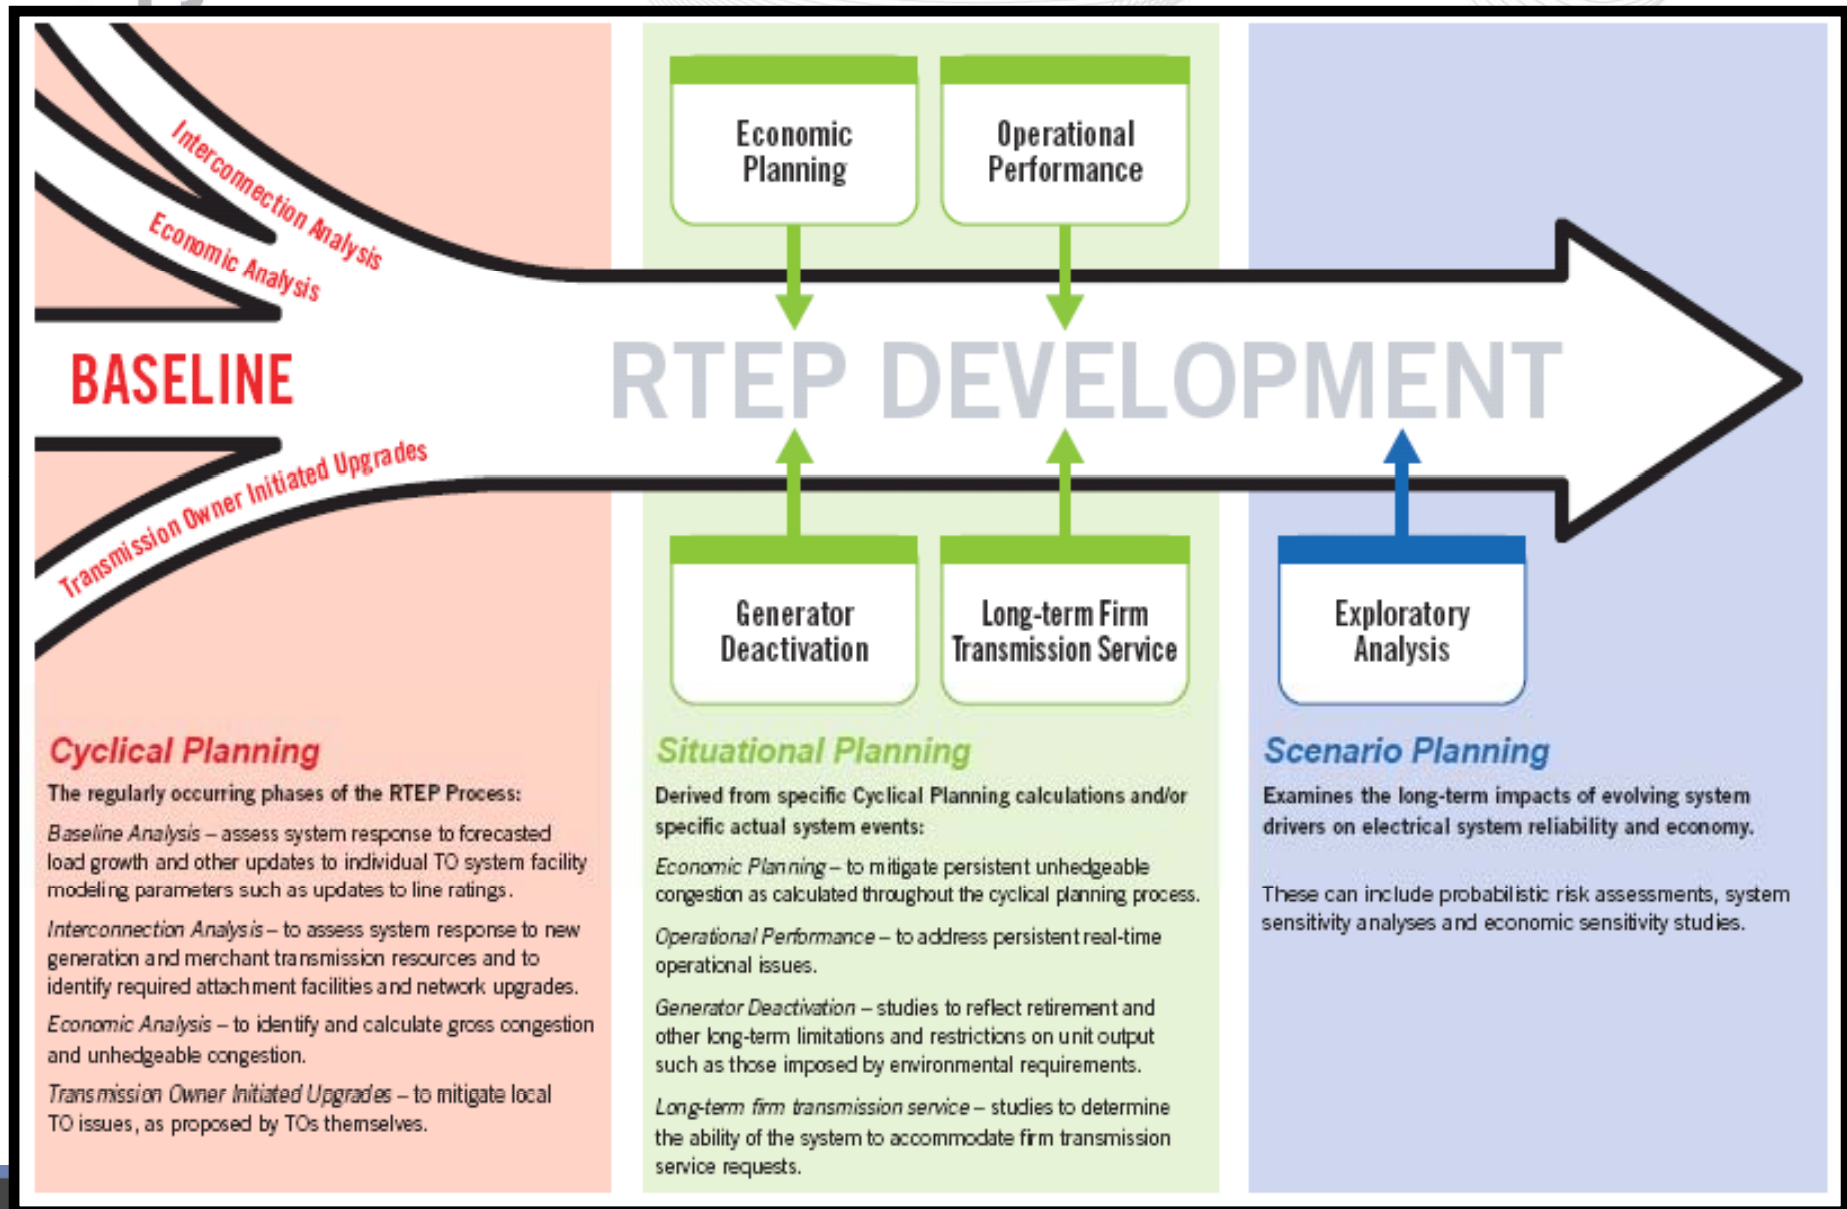 Interconnection Analysis
Economic Analysis
BASELINE
Transmission Owner Initiated Upgrades
Economic
Planning
Operational
Performance
RTEP DEVELOPMENT
Generator
Deactivation
Long-term Firm
Transmission Service
Exploratory
Analysis
Cyclical Planning
The regularly occurring phases of the RTEP Process:
Baseline Analysis – assess system response to forecasted
load growth and other updates to individual TO system facility
modeling parameters such as updates to line ratings.
Interconnection Analysis – to assess system response to new
generation and merchant transmission resources and to
identify required attachment facilities and network upgrades.
Economic Analysis – to identify and calculate gross congestion
and unhedgeable congestion.
Transmission Owner Initiated Upgrades – to mitigate local
TO issues, as proposed by TOs themselves.
Situational Planning
Derived from specific Cyclical Planning calculations and/or
specific actual system events:
Economic Planning – to mitigate persistent unhedgeable
congestion as calculated throughout the cyclical planning process.
Operational Performance – to address persistent real-time
operational issues.
Generator Deactivation – studies to reflect retirement and
other long-term limitations and restrictions on unit output
such as those imposed by environmental requirements.
Long-term firm transmission service – studies to determine
the ability of the system to accommodate firm transmission
service requests.
Scenario Planning
Examines the long-term impacts of evolving system
drivers on electrical system reliability and economy.
These can include probabilistic risk assessments, system
sensitivity analyses and economic sensitivity studies.